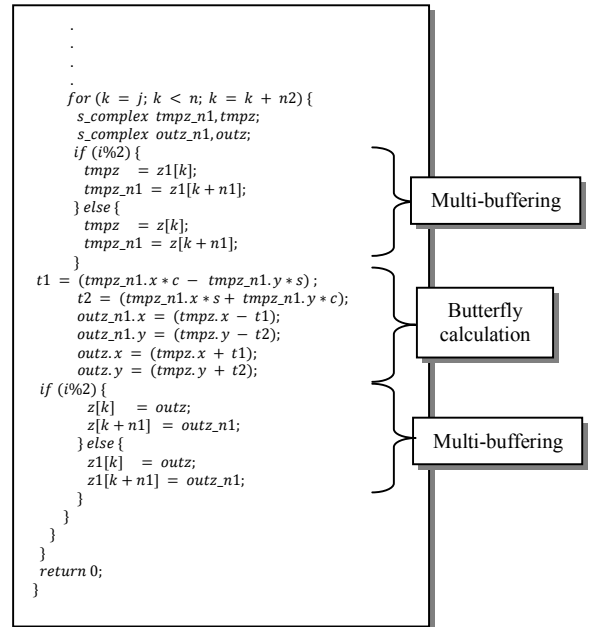 .
.
.
.
for (k = j; k < n; k = k + n2) {
s_complex tmpz_n1,tmpz;
s_complex outz_n1,outz;
if (i%2) {
tmpz = z1[k];
tmpz_n1 = z1[k + n1];
} else {
tmpz = z[k];
tmpz_n1 = z[k + n1];
}
Multi-buffering
t1 = (tmpz_n1.x * c − tmpz_n1.y * s) ;
t2 = (tmpz_n1.x * s + tmpz_n1.y * c);
outz_n1.x = (tmpz.x − t1);
outz_n1.y = (tmpz.y − t2);
outz.x = (tmpz.x + t1);
outz.y = (tmpz.y + t2);
Butterfly
calculation
if (i%2) {
z[k] = outz;
z[k + n1] = outz_n1;
} else {
z1[k] = outz;
z1[k + n1] = outz_n1;
}
Multi-buffering
}
}
}
return 0;
}